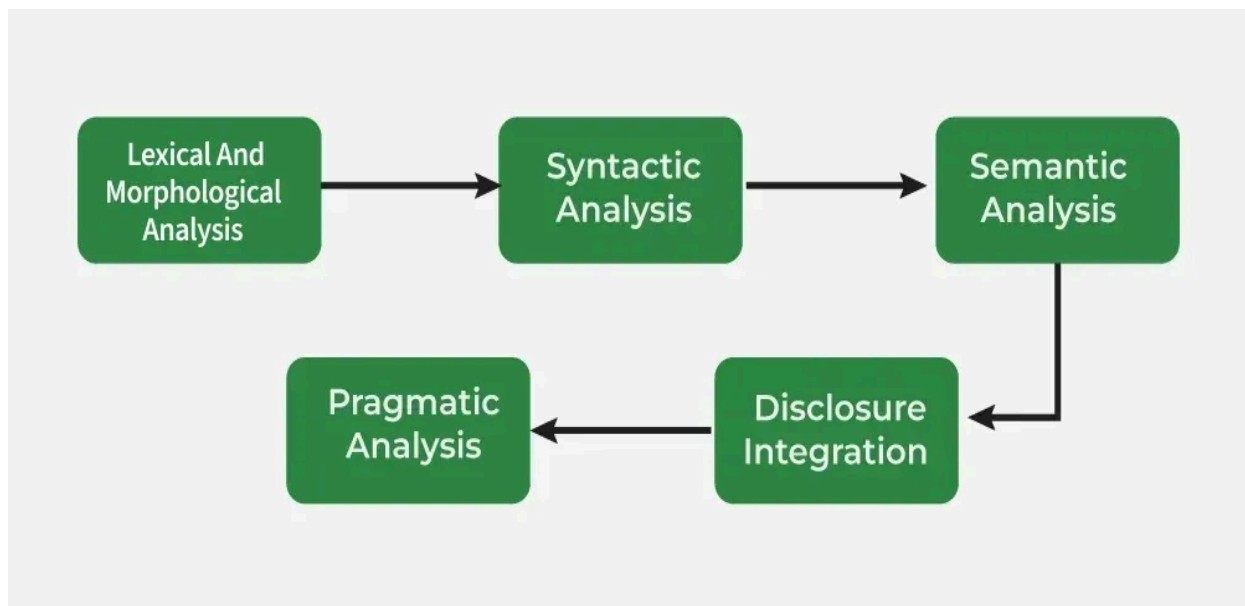 Lexical And
Morphological
Analysis
Syntactic
Analysis
Semantic
Analysis
Disclosure
Integration
Pragmatic
Analysis